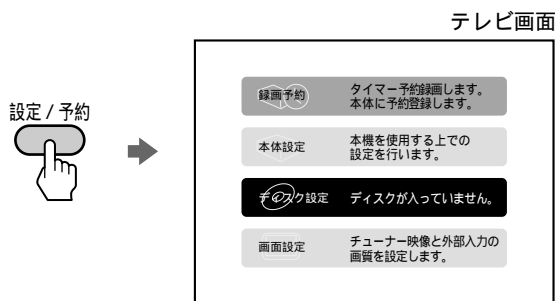 テレビ画面
設定 / 予約
録画予約
タイマー予約録画します。
本体に予約登録します。
本体設定
本機を使用する上での
設定を行います。
ディスク設定
ディスクが入っていません。
画面設定
チューナー映像と外部入力の
画質を設定します。